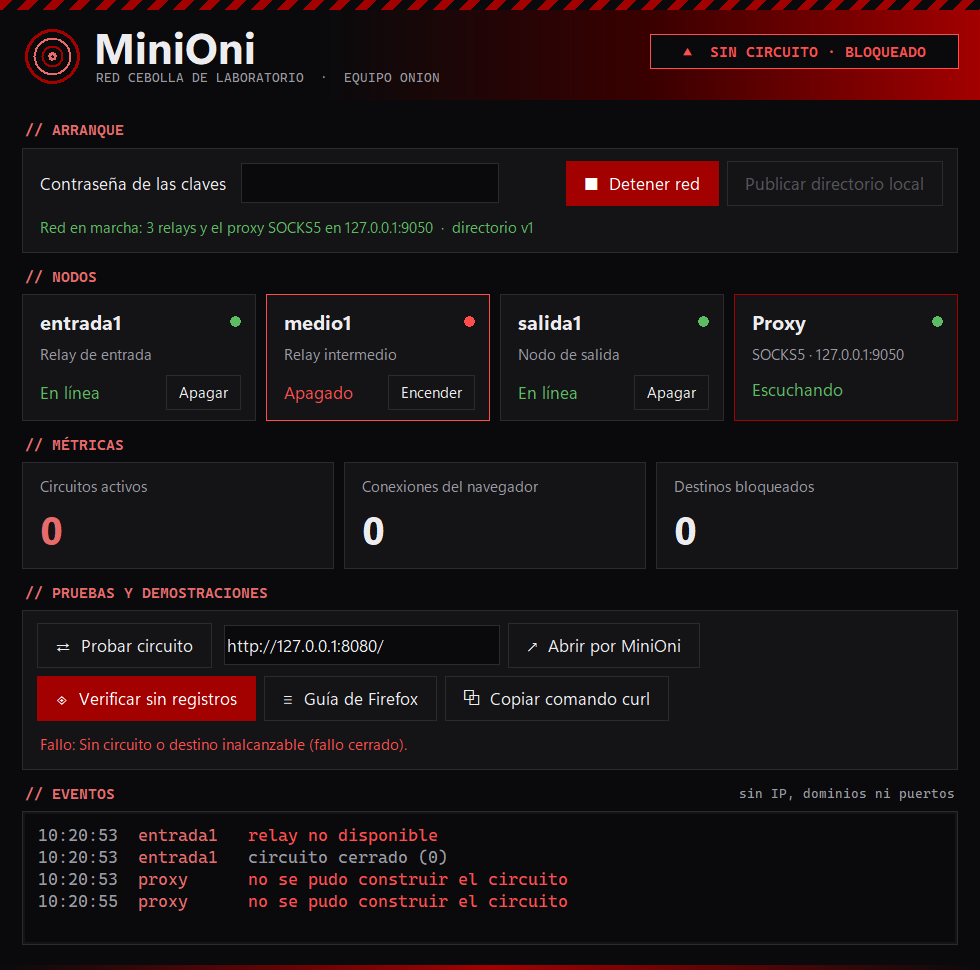 MiniOni
RED CEBOLLA DE LABORATORIO · EQUIPO ONION
▲ SIN CIRCUITO · BLOQUEADO
// ARRANQUE
Contraseña de las claves
Detener red
Publicar directorio local
Red en marcha: 3 relays y el proxy SOCKS5 en 127.0.0.1:9050 · directorio v1
// NODOS
entrada1
Relay de entrada
En línea
Apagar
medio1
Relay intermedio
Apagado
Encender
salida1
Nodo de salida
En línea
Apagar
Proxy
SOCKS5 · 127.0.0.1:9050
Escuchando
// MÉTRICAS
Circuitos activos
0
Conexiones del navegador
0
Destinos bloqueados
0
// PRUEBAS Y DEMOSTRACIONES
⇄ Probar circuito
http://127.0.0.1:8080/
↗ Abrir por MiniOni
Verificar sin registros
Guía de Firefox
Copiar comando curl
Fallo: Sin circuito o destino inalcanzable (fallo cerrado).
// EVENTOS
sin IP, dominios ni puertos
10:20:53 entrada1 relay no disponible
10:20:53 entrada1 circuito cerrado (0)
10:20:53 proxy no se pudo construir el circuito
10:20:55 proxy no se pudo construir el circuito